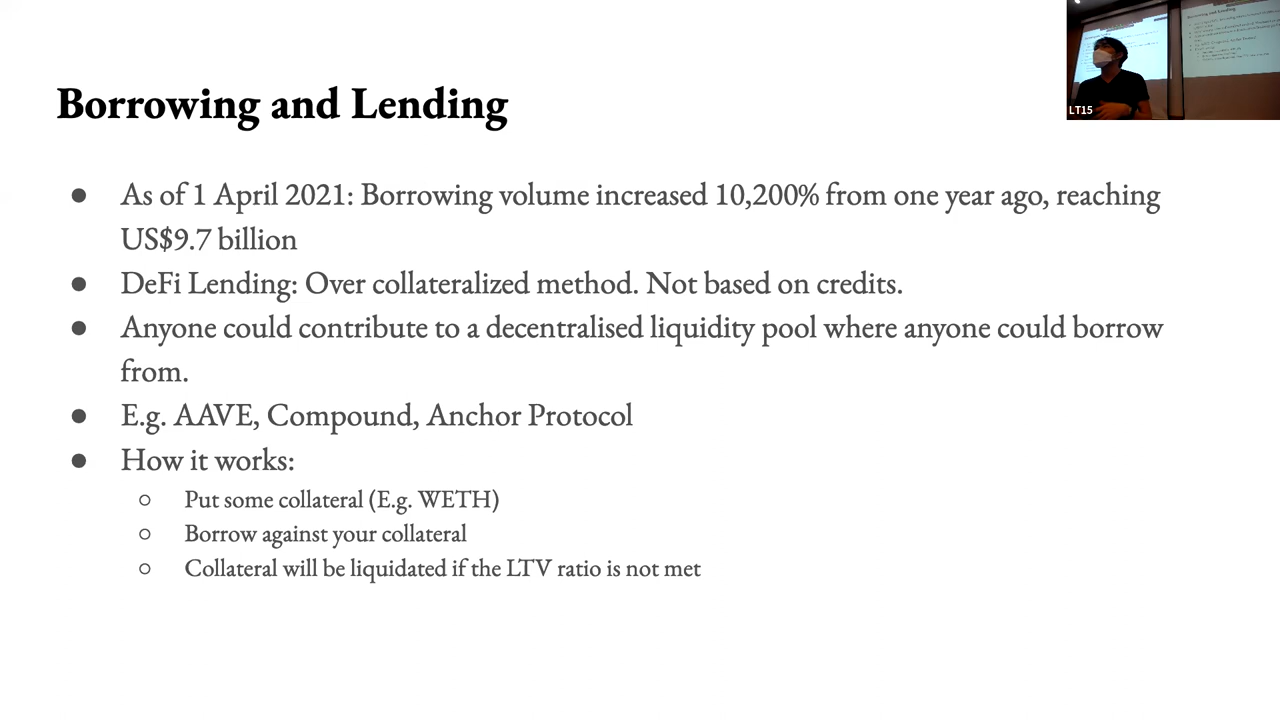 Borrowing and Lending
● As of 1 April 2021: Borrowing volume increased 10,200% from one year ago, reaching
US$9.7 billion
● DeFi Lending: Over collateralized method. Not based on credits.
● Anyone could contribute to a decentralised liquidity pool where anyone could borrow
from.
● E.g. AAVE, Compound, Anchor Protocol
● How it works:
○ Put some collateral (E.g. WETH)
○ Borrow against your collateral
○ Collateral will be liquidated if the LTV ratio is not met
LT15
Borrowing and Lending